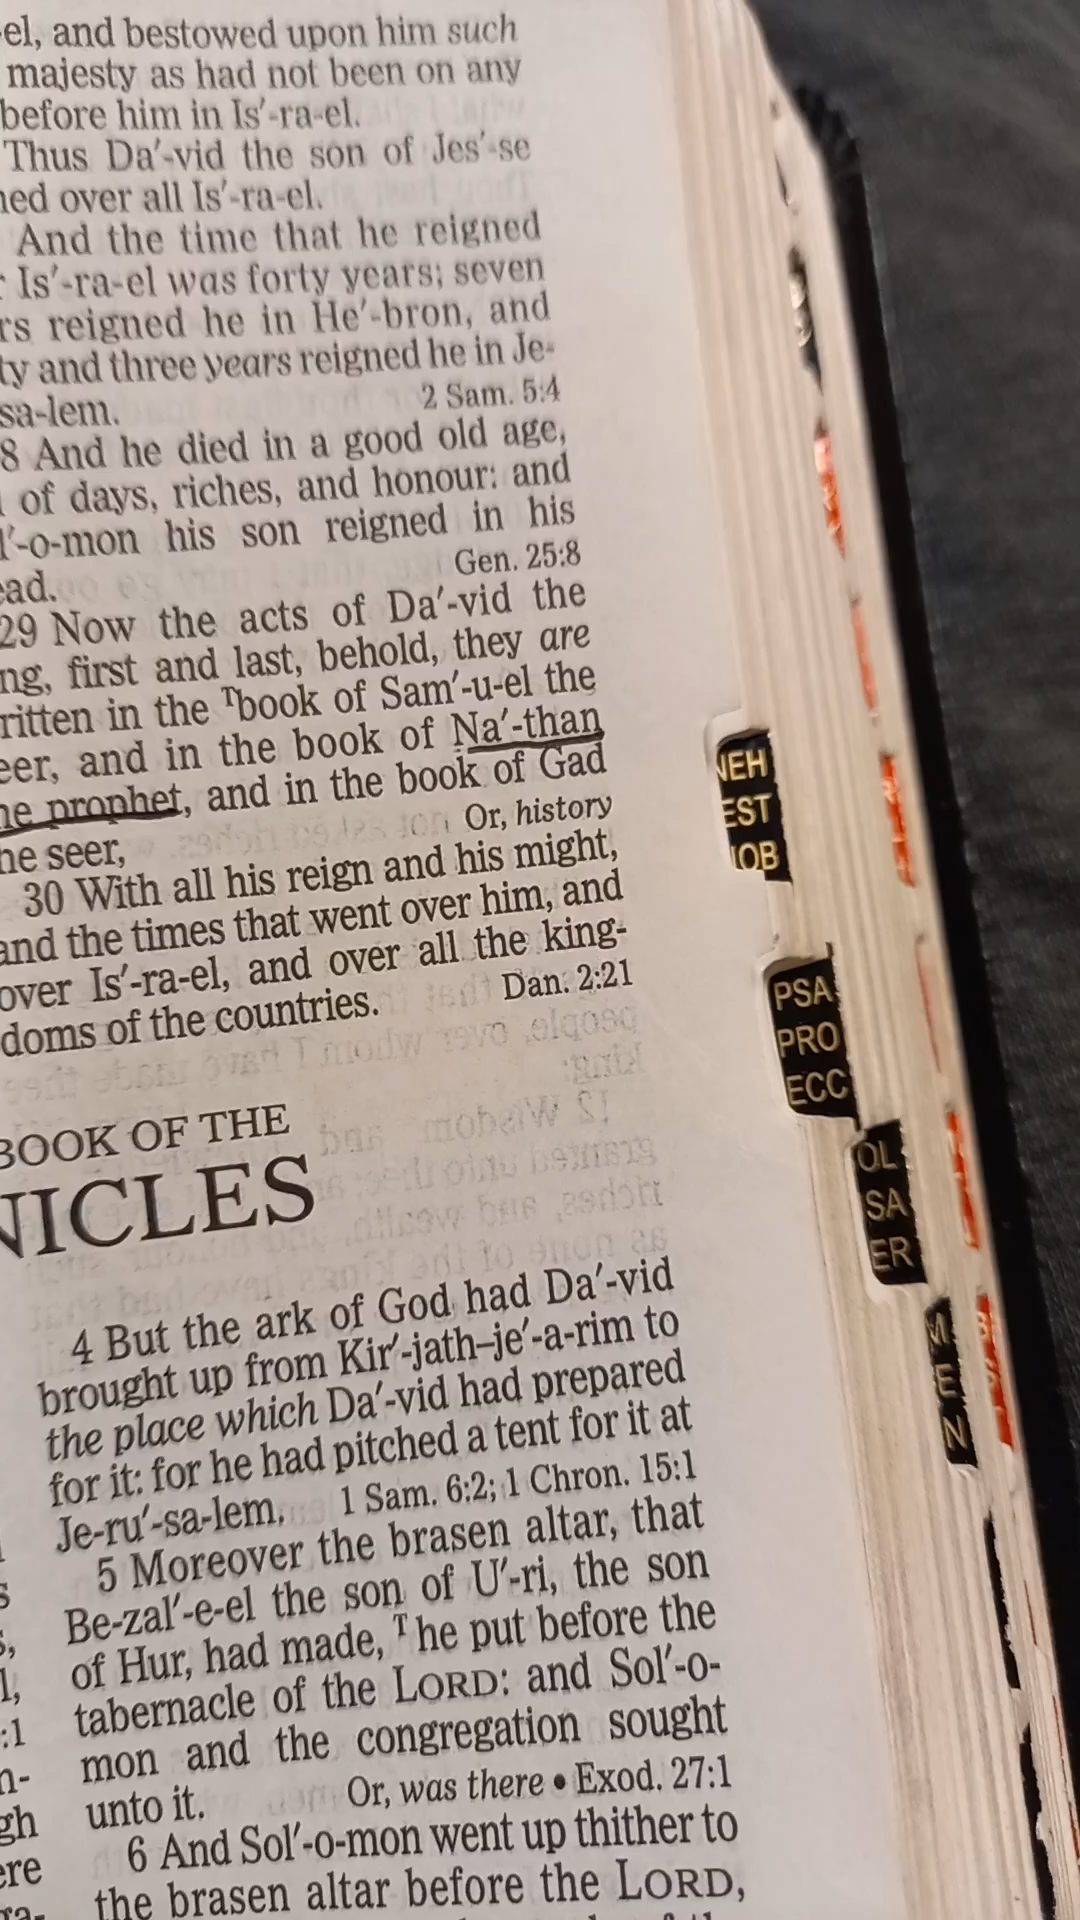 -el, and bestowed upon him such
majesty as had not been on any
before him in Is′-ra-el.
Thus Da′-vid the son of Jes′-se
ned over all Is′-ra-el.
And the time that he reigned
r Is′-ra-el was forty years; seven
rs reigned he in He′-bron, and
ty and three years reigned he in Je-
sa-lem. 2 Sam. 5:4
8 And he died in a good old age,
of days, riches, and honour: and
l′-o-mon his son reigned in his
ead. Gen. 25:8
29 Now the acts of Da′-vid the
ng, first and last, behold, they are
ritten in the ᵀbook of Sam′-u-el the
eer, and in the book of Na′-than
he prophet, and in the book of Gad
he seer, Or, history
30 With all his reign and his might,
and the times that went over him, and
over Is′-ra-el, and over all the king-
doms of the countries. Dan. 2:21
BOOK OF THE
NICLES
4 But the ark of God had Da′-vid
brought up from Kir′-jath–je′-a-rim to
the place which Da′-vid had prepared
for it: for he had pitched a tent for it at
Je-ru′-sa-lem. 1 Sam. 6:2; 1 Chron. 15:1
5 Moreover the brasen altar, that
Be-zal′-e-el the son of U′-ri, the son
of Hur, had made, ᵀhe put before the
tabernacle of the LORD: and Sol′-o-
mon and the congregation sought
unto it. Or, was there • Exod. 27:1
6 And Sol′-o-mon went up thither to
the brasen altar before the LORD,
s
s,
l,
:1
n-
gh
ere
ra-
NEH
EST
JOB
PSA
PRO
ECC
OL
SA
ER
M
E
N